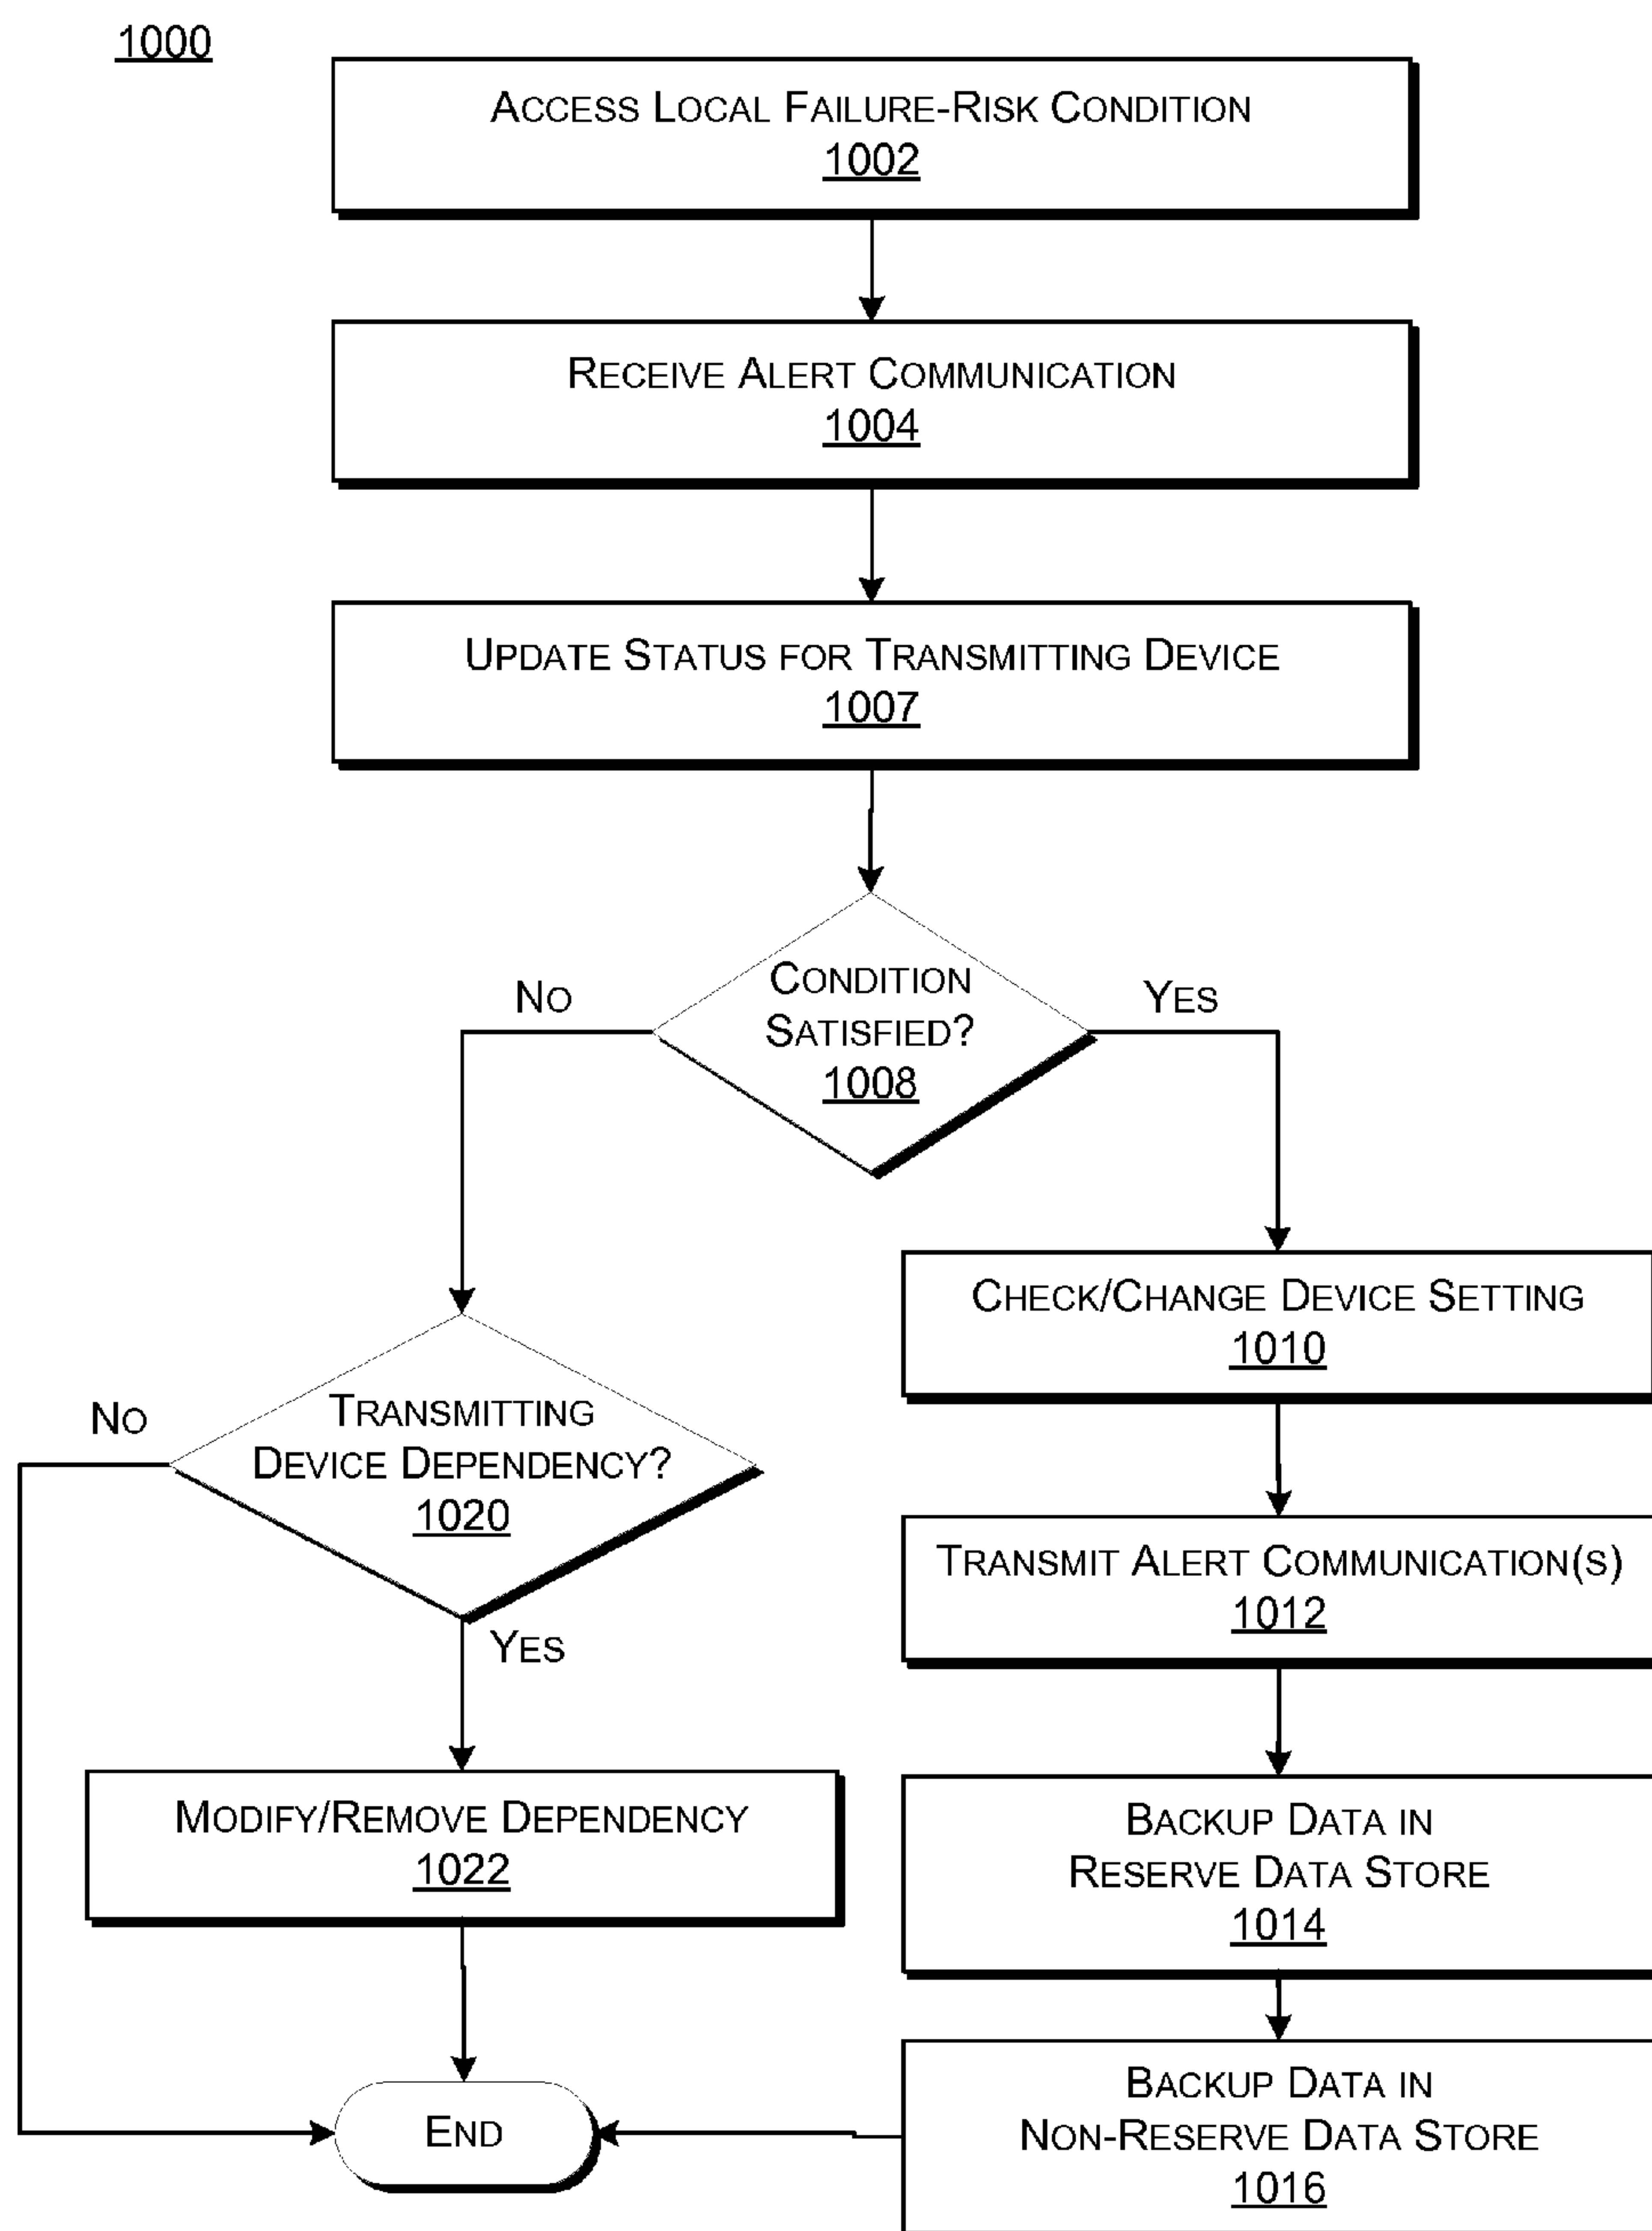 1000
ACCESS LOCAL FAILURE-RISK CONDITION
1002
RECEIVE ALERT COMMUNICATION
1004
UPDATE STATUS FOR TRANSMITTING DEVICE
1007
CONDITION
SATISFIED?
1008
NO
YES
CHECK/CHANGE DEVICE SETTING
1010
TRANSMITTING
DEVICE DEPENDENCY?
1020
NO
YES
TRANSMIT ALERT COMMUNICATION(S)
1012
MODIFY/REMOVE DEPENDENCY
1022
BACKUP DATA IN
RESERVE DATA STORE
1014
BACKUP DATA IN
NON-RESERVE DATA STORE
1016
END